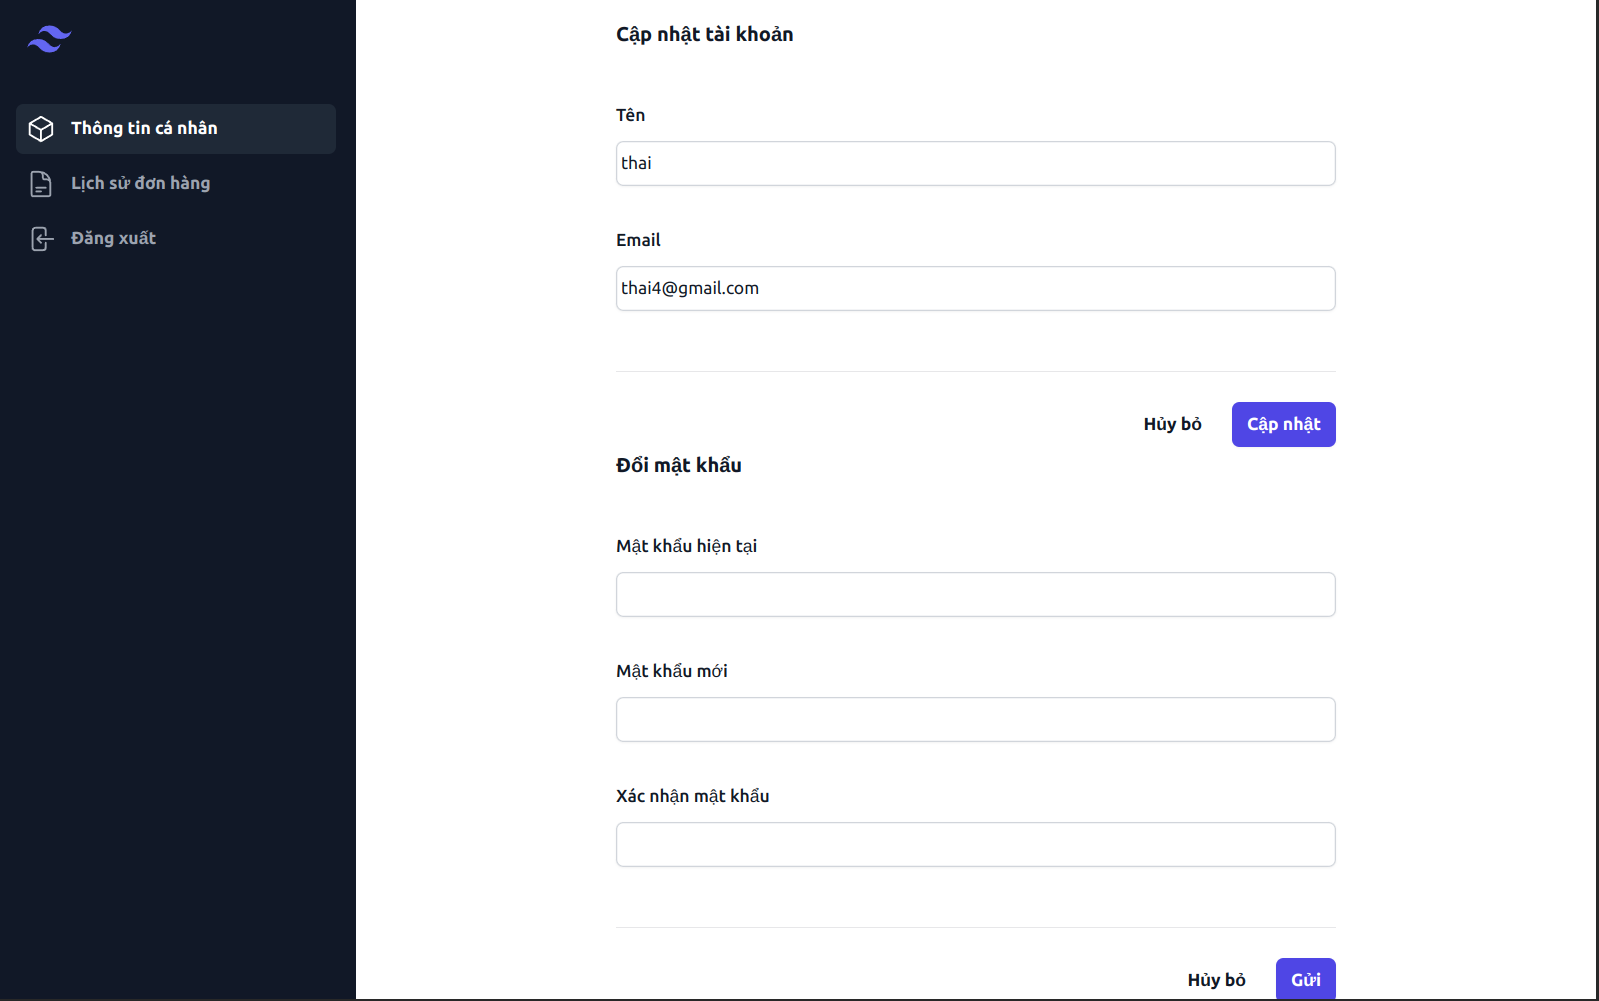 Thông tin cá nhân
Lịch sử đơn hàng
Đăng xuất
Cập nhật tài khoản
Tên
thai
Email
thai4@gmail.com
Hủy bỏ
Cập nhật
Đổi mật khẩu
Mật khẩu hiện tại
Mật khẩu mới
Xác nhận mật khẩu
Hủy bỏ
Gửi